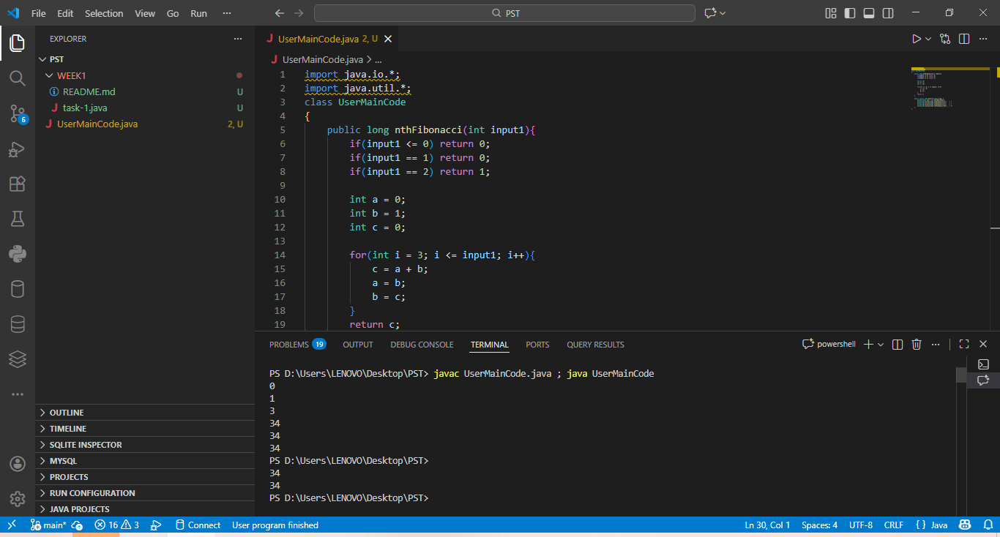 File Edit Selection View Go Run ··· PST
EXPLORER ···
PST
WEEK1
README.md U
task-1.java U
UserMainCode.java 2, U
OUTLINE
TIMELINE
SQLITE INSPECTOR
MYSQL
PROJECTS
RUN CONFIGURATION
JAVA PROJECTS
6
UserMainCode.java 2, U
UserMainCode.java > ...
1 import java.io.*;
2 import java.util.*;
3 class UserMainCode
4 {
5 public long nthFibonacci(int input1){
6 if(input1 <= 0) return 0;
7 if(input1 == 1) return 0;
8 if(input1 == 2) return 1;
9
10 int a = 0;
11 int b = 1;
12 int c = 0;
13
14 for(int i = 3; i <= input1; i++){
15 c = a + b;
16 a = b;
17 b = c;
18 }
19 return c;
PROBLEMS 19 OUTPUT DEBUG CONSOLE TERMINAL PORTS QUERY RESULTS powershell
PS D:\Users\LENOVO\Desktop\PST> javac UserMainCode.java ; java UserMainCode
0
1
3
34
34
34
PS D:\Users\LENOVO\Desktop\PST>
34
34
PS D:\Users\LENOVO\Desktop\PST>
main* 16 3 Connect User program finished Ln 30, Col 1 Spaces: 4 UTF-8 CRLF { } Java